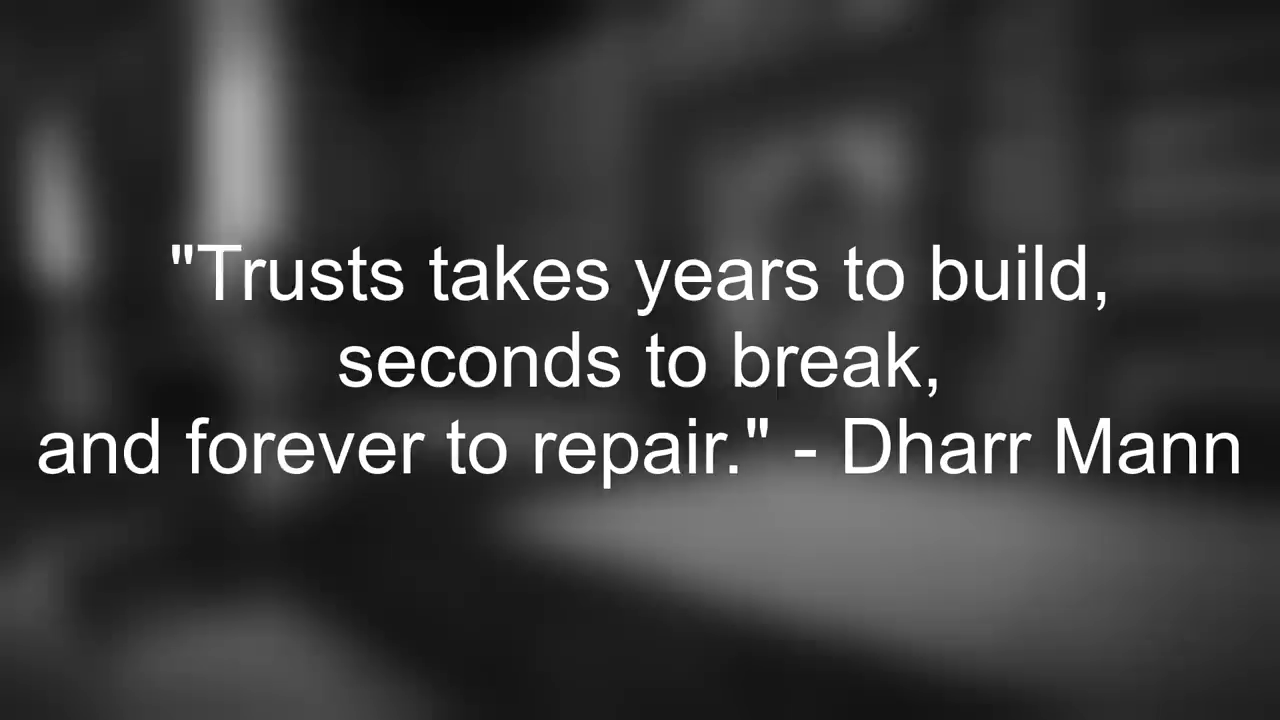 "Trusts takes years to build,
seconds to break,
and forever to repair." - Dharr Mann